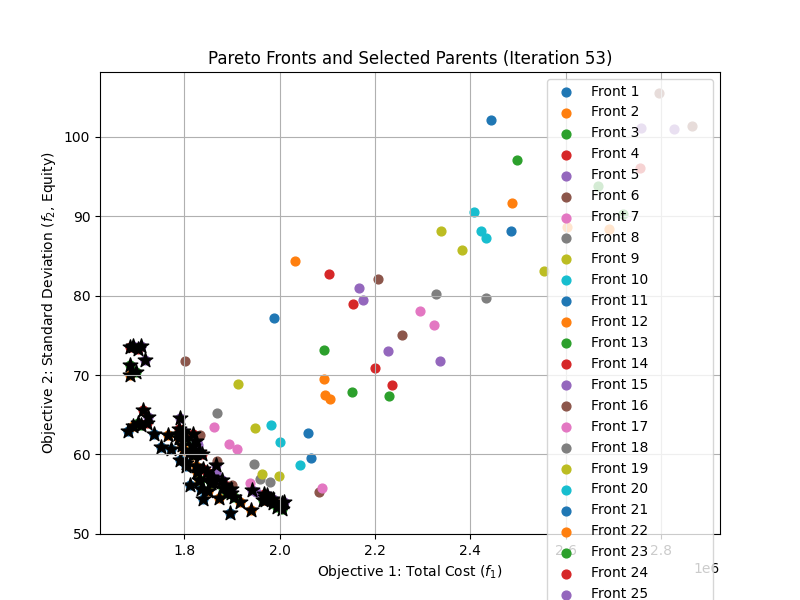 Pareto Fronts and Selected Parents (Iteration 53)
Objective 2: Standard Deviation (f2, Equity)
100
90
80
70
60
50
1.8
2.0
2.2
2.4
2.6
2.8
1e6
Objective 1: Total Cost (f1)
Front 1
Front 2
Front 3
Front 4
Front 5
Front 6
Front 7
Front 8
Front 9
Front 10
Front 11
Front 12
Front 13
Front 14
Front 15
Front 16
Front 17
Front 18
Front 19
Front 20
Front 21
Front 22
Front 23
Front 24
Front 25